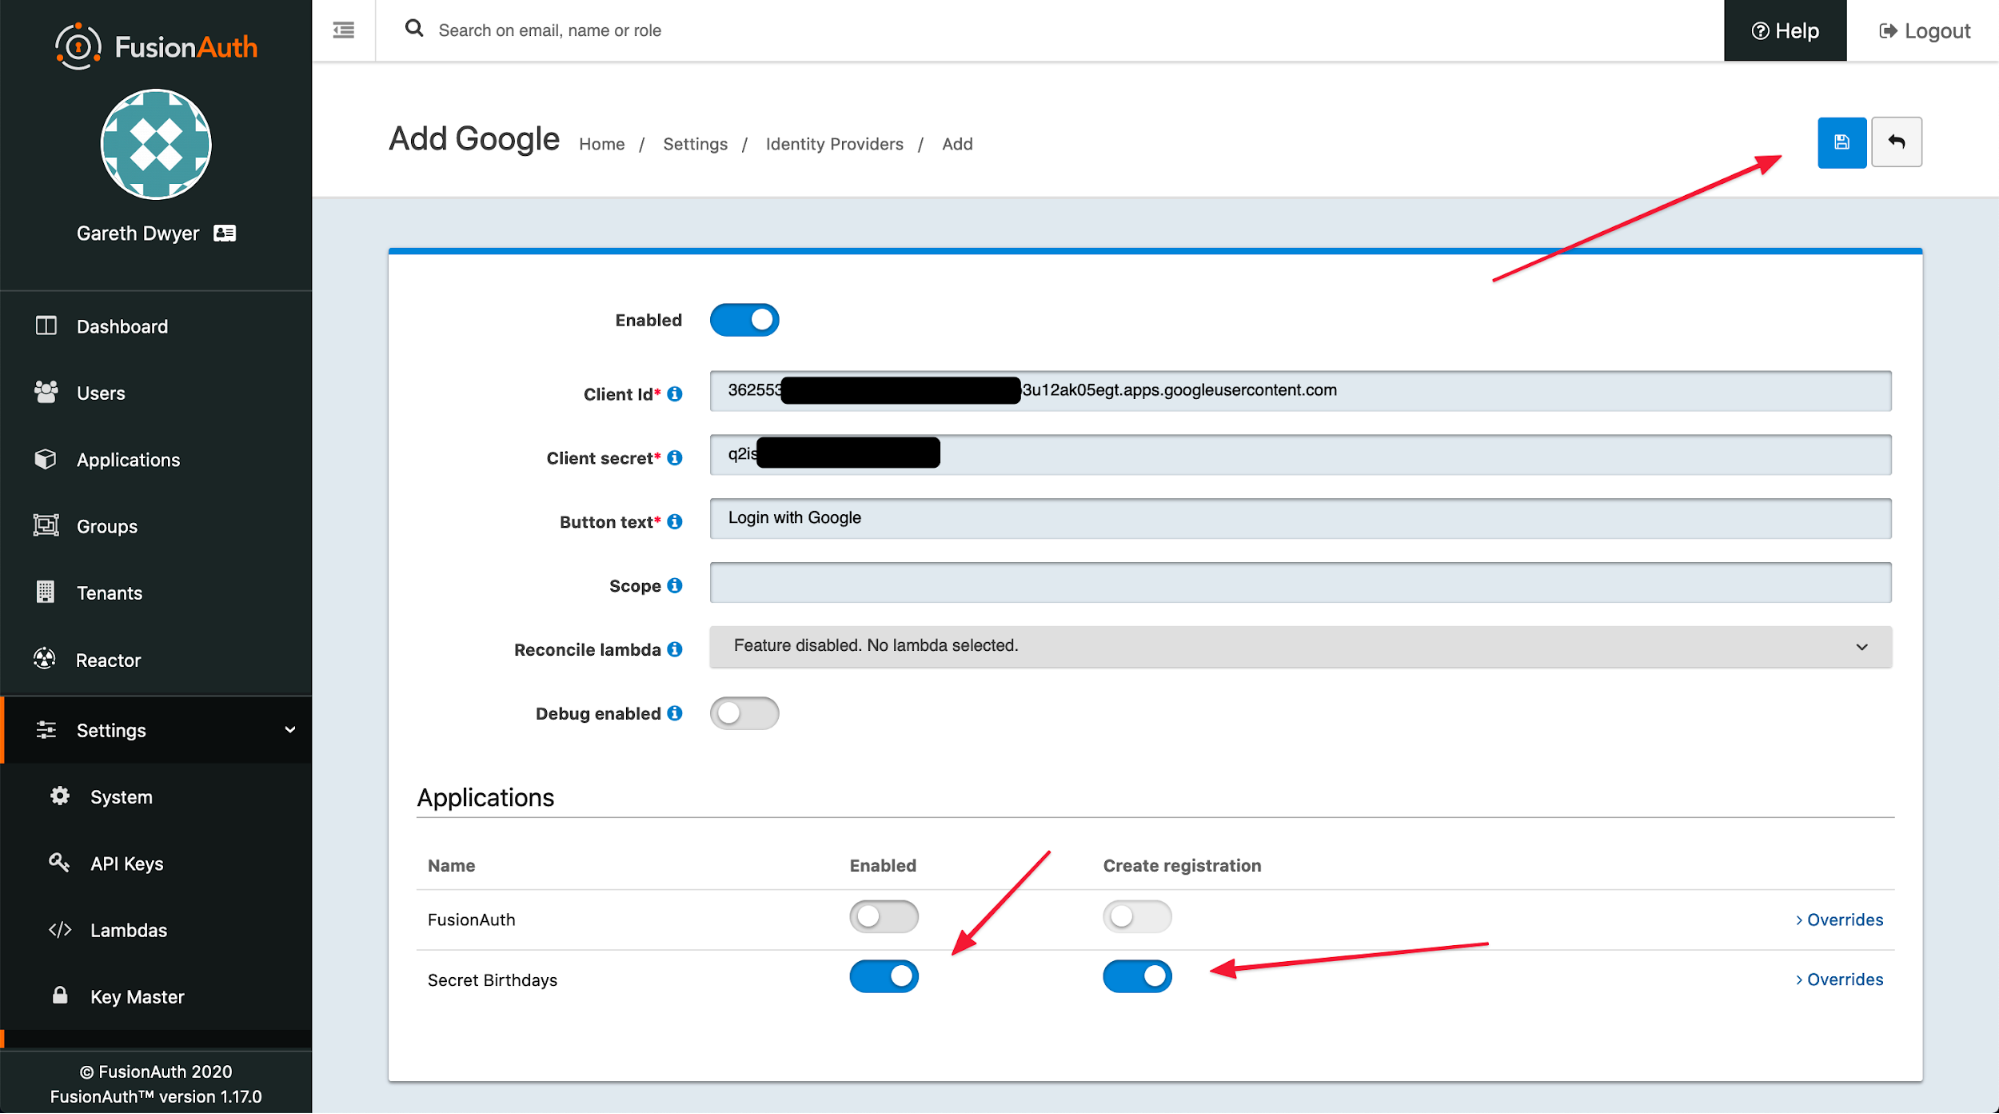 FusionAuth
Gareth Dwyer
Dashboard
Users
Applications
Groups
Tenants
Reactor
Settings
System
API Keys
Lambdas
Key Master
© FusionAuth 2020
FusionAuth™ version 1.17.0
Search on email, name or role
Help
Logout
Add Google Home / Settings / Identity Providers / Add
Enabled
Client Id* 362553 3u12ak05egt.apps.googleusercontent.com
Client secret* q2is
Button text* Login with Google
Scope
Reconcile lambda Feature disabled. No lambda selected.
Debug enabled
Applications
Name Enabled Create registration
FusionAuth > Overrides
Secret Birthdays > Overrides